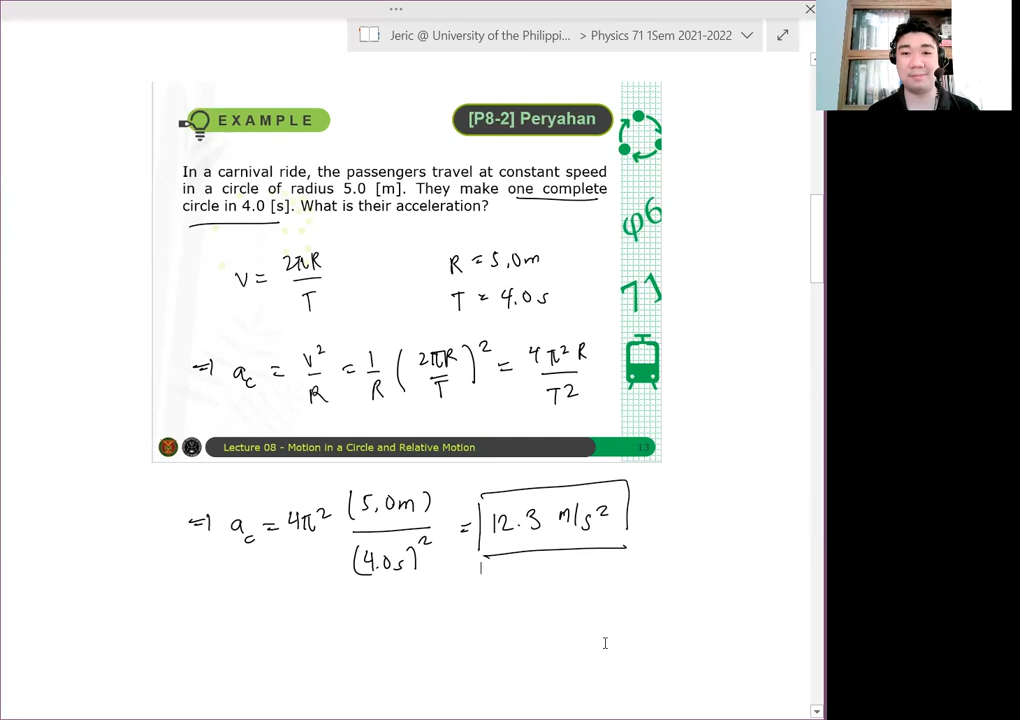 Jeric @ University of the Philippi... > Physics 71 1Sem 2021-2022
EXAMPLE
[P8-2] Peryahan
In a carnival ride, the passengers travel at constant speed
in a circle of radius 5.0 [m]. They make one complete
circle in 4.0 [s]. What is their acceleration?
φ6
71
V = 2πR / T
R = 5.0m
T = 4.0s
⇒ a_c = V² / R = 1 / R ( 2πR / T )² = 4π²R / T²
Lecture 08 - Motion in a Circle and Relative Motion
13
⇒ a_c = 4π² (5.0m) / (4.0s)² = 12.3 m/s²